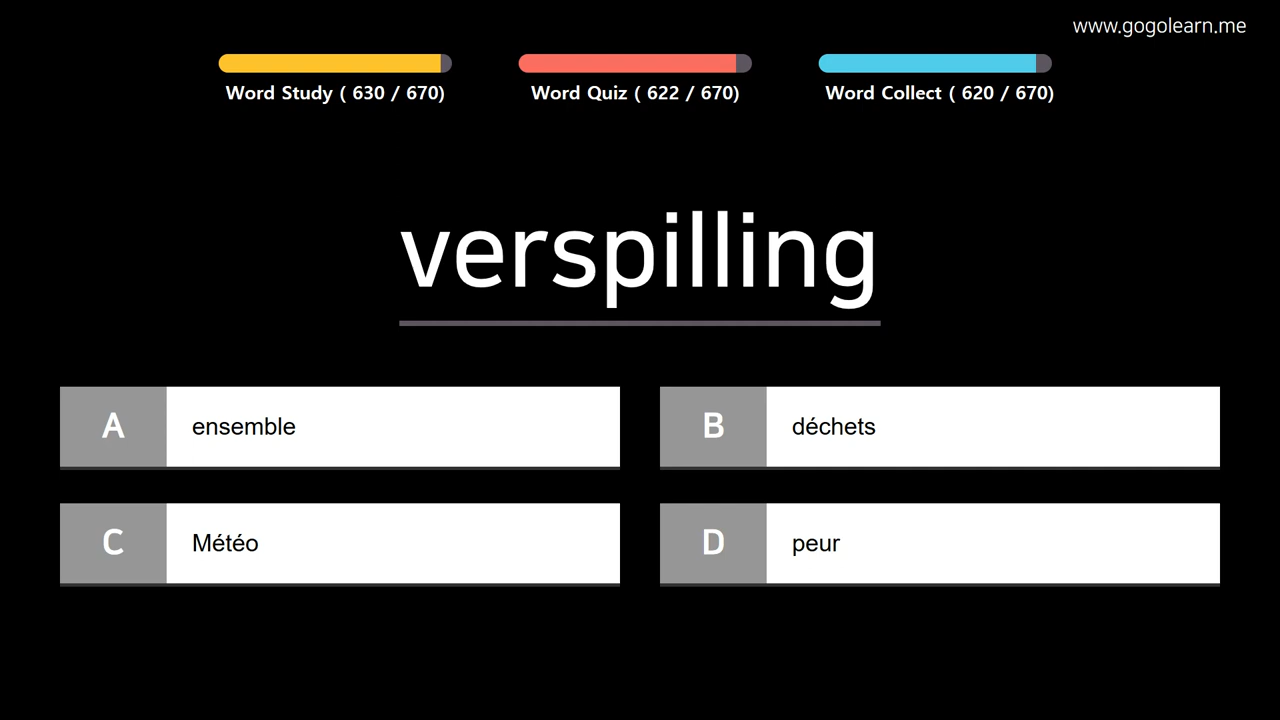 www.gogolearn.me
Word Study ( 630 / 670)
Word Quiz ( 622 / 670)
Word Collect ( 620 / 670)
verspilling
A ensemble
B déchets
C Météo
D peur